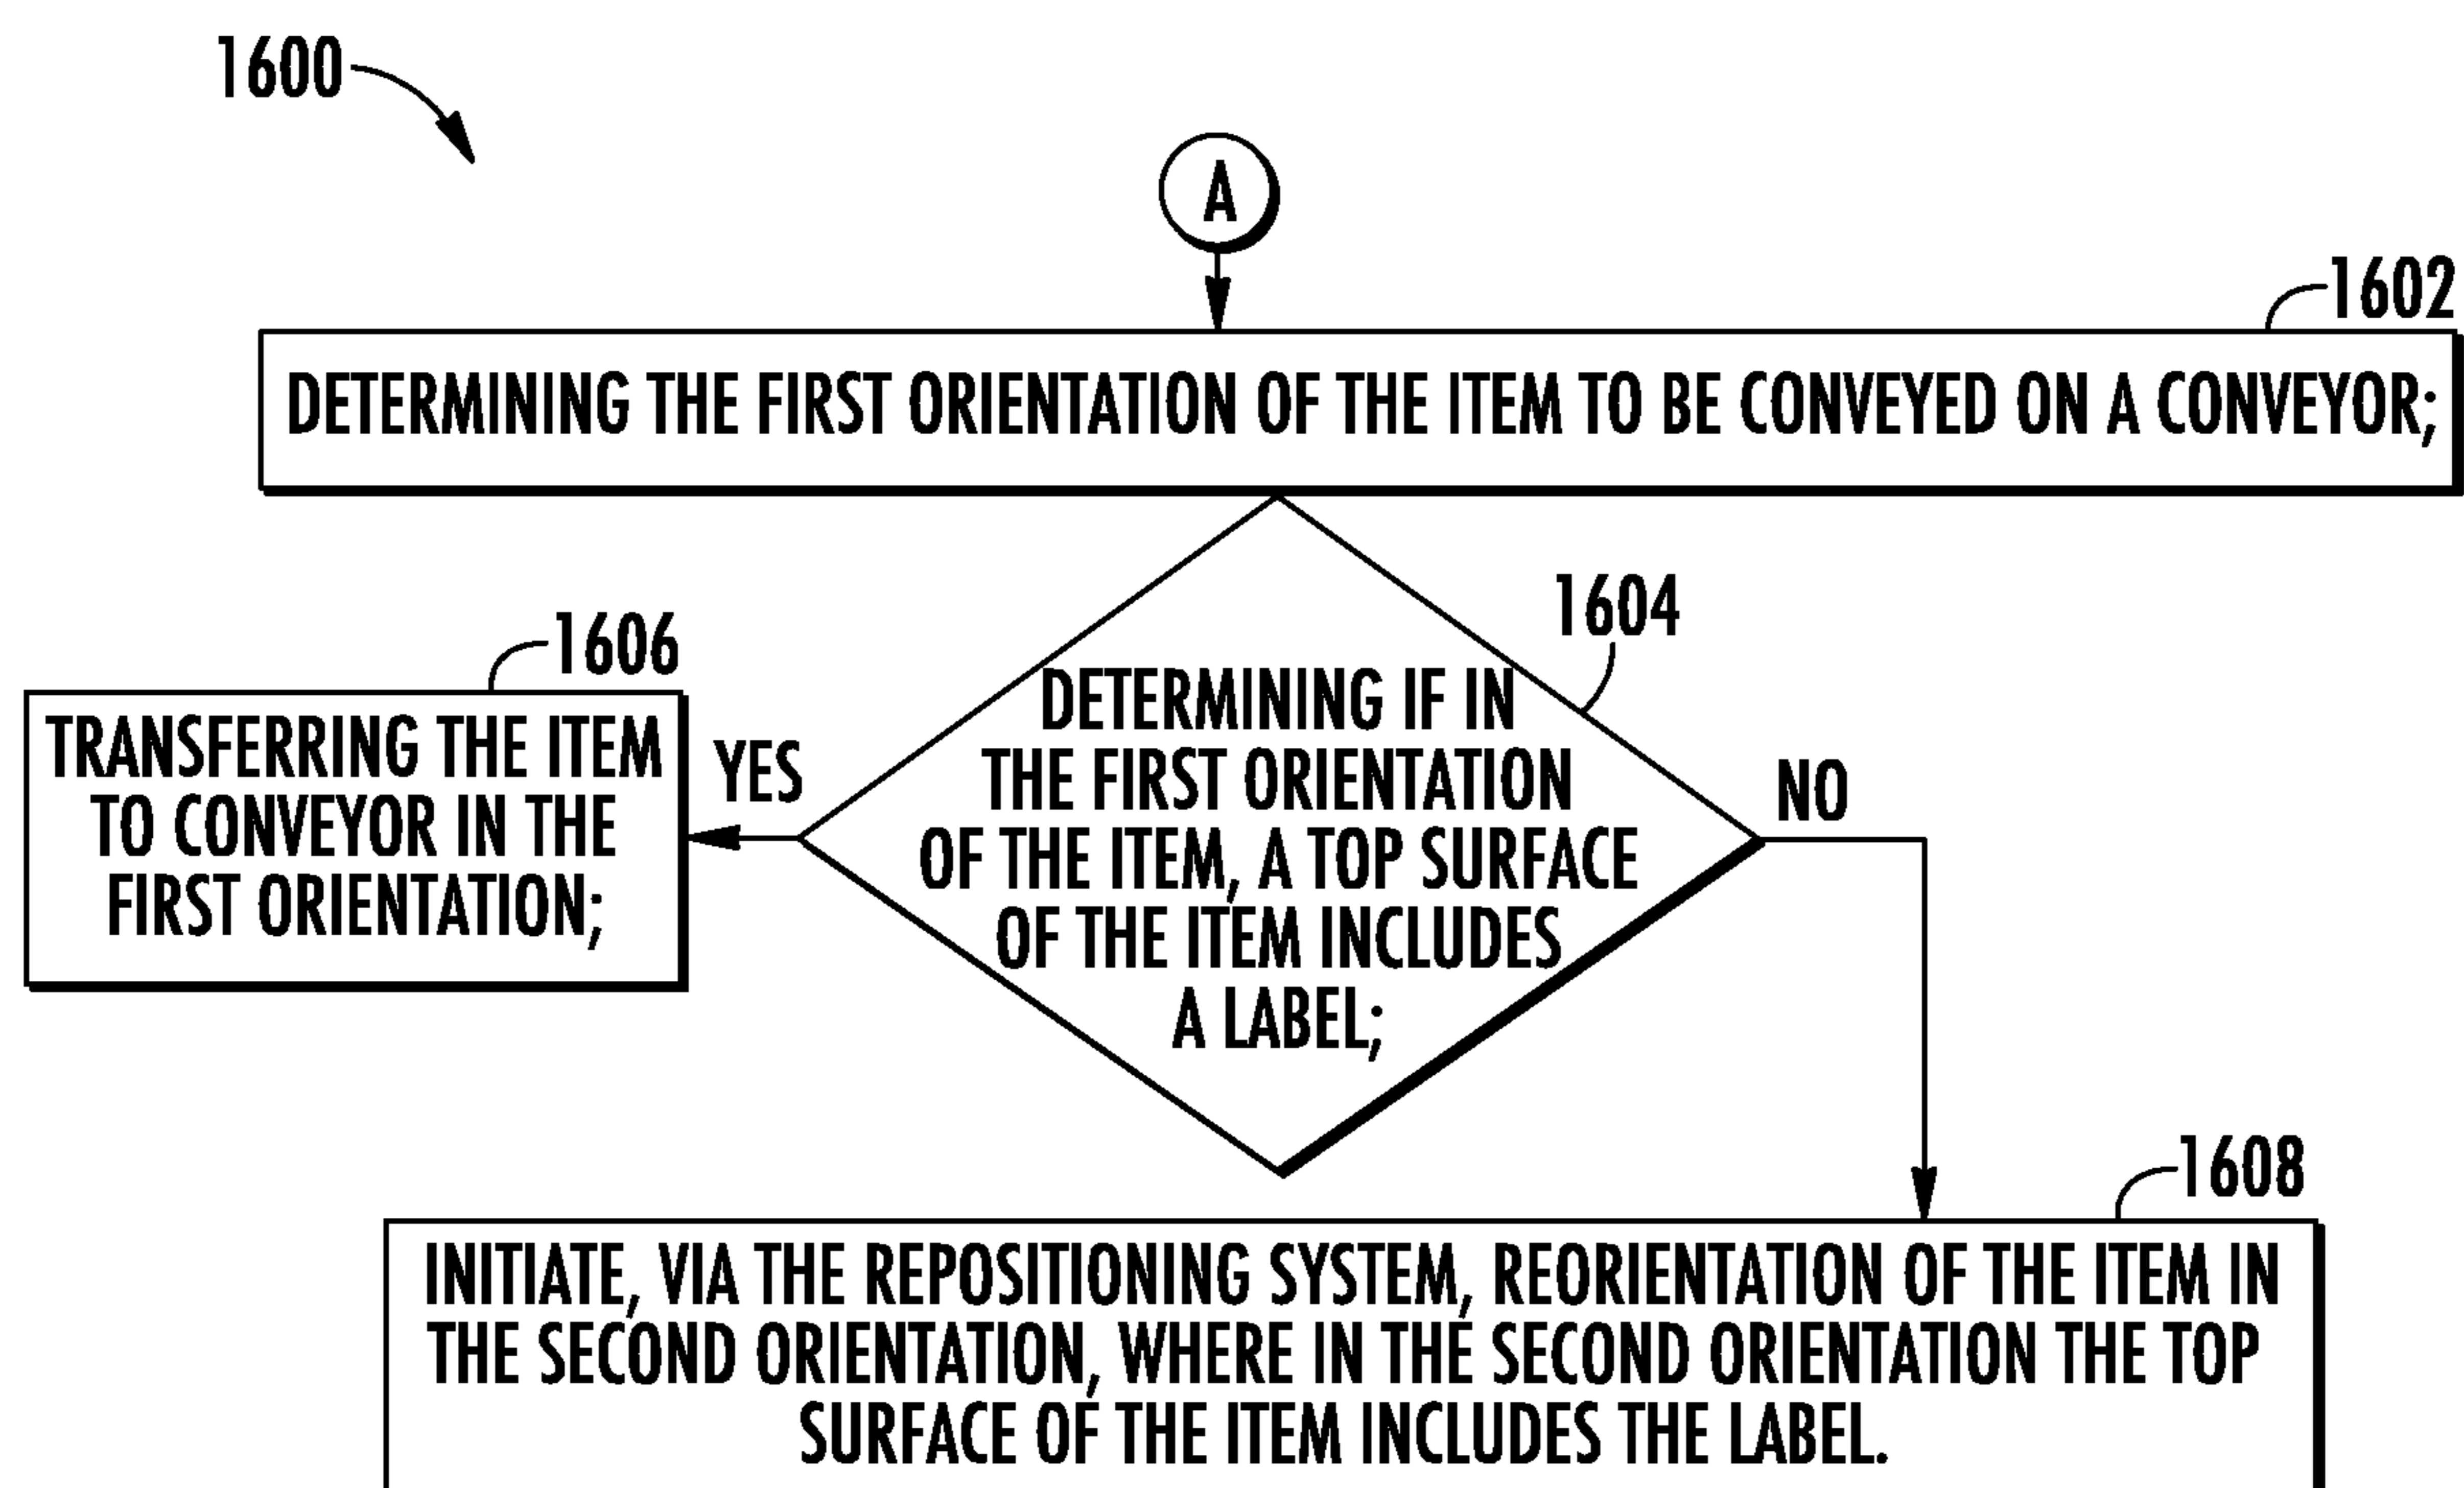 1600
A
1602
DETERMINING THE FIRST ORIENTATION OF THE ITEM TO BE CONVEYED ON A CONVEYOR;
1604
DETERMINING IF IN
THE FIRST ORIENTATION
OF THE ITEM, A TOP SURFACE
OF THE ITEM INCLUDES
A LABEL;
YES
1606
TRANSFERRING THE ITEM
TO CONVEYOR IN THE
FIRST ORIENTATION;
NO
1608
INITIATE, VIA THE REPOSITIONING SYSTEM, REORIENTATION OF THE ITEM IN
THE SECOND ORIENTATION, WHERE IN THE SECOND ORIENTATION THE TOP
SURFACE OF THE ITEM INCLUDES THE LABEL.